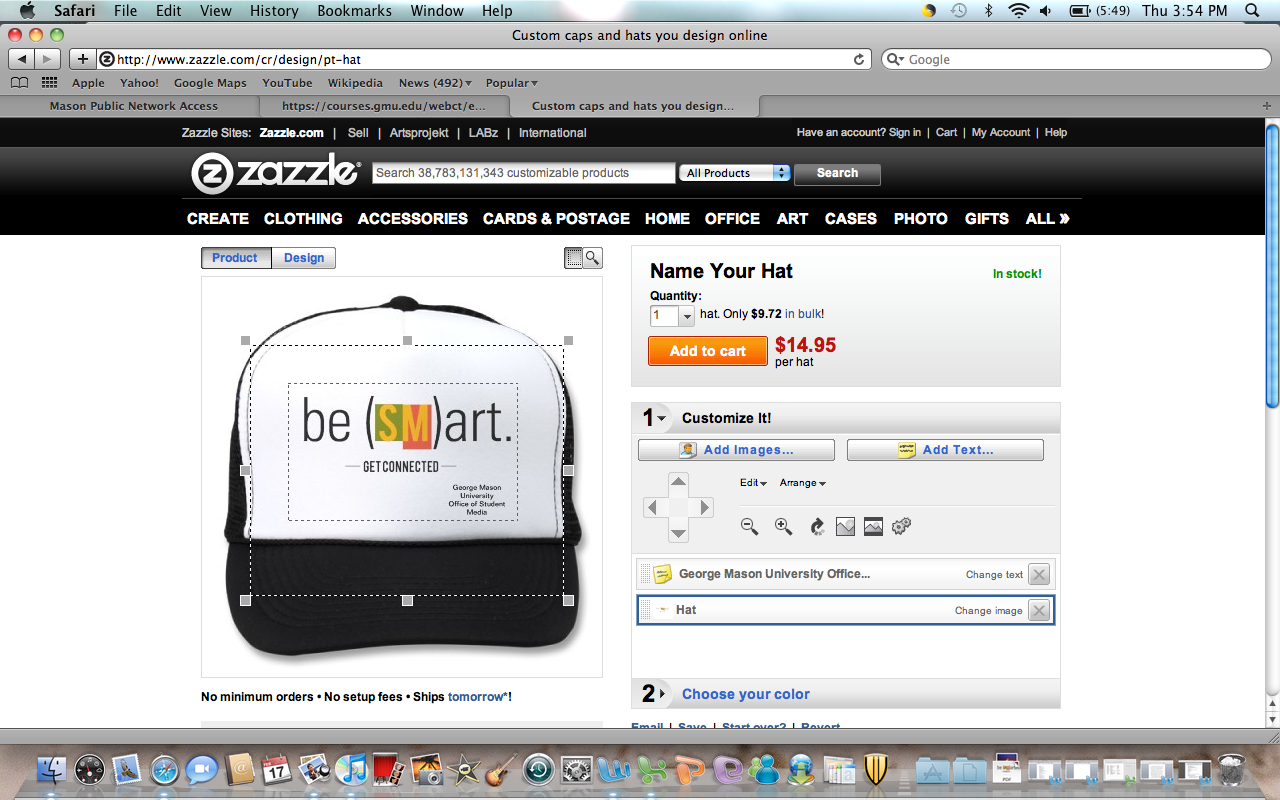 Safari File Edit View History Bookmarks Window Help (5:49) Thu 3:54 PM
Custom caps and hats you design online
http://www.zazzle.com/cr/design/pt-hat Google
Apple Yahoo! Google Maps YouTube Wikipedia News (492) Popular
Mason Public Network Access https://courses.gmu.edu/webct/e... Custom caps and hats you design...
Zazzle Sites: Zazzle.com | Sell | Artsprojekt | LABz | International Have an account? Sign in | Cart | My Account | Help
zazzle Search 38,783,131,343 customizable products All Products Search
CREATE CLOTHING ACCESSORIES CARDS & POSTAGE HOME OFFICE ART CASES PHOTO GIFTS ALL »
Product Design
be (SM)art.
GET CONNECTED
George Mason
University
Office of Student
Media
No minimum orders • No setup fees • Ships tomorrow*!
Name Your Hat In stock!
Quantity:
1 hat. Only $9.72 in bulk!
Add to cart $14.95
per hat
1 Customize It!
Add Images... Add Text...
Edit Arrange
George Mason University Office... Change text
Hat Change image
2 Choose your color
Email | Save | Start over? | Revert
FEB
17